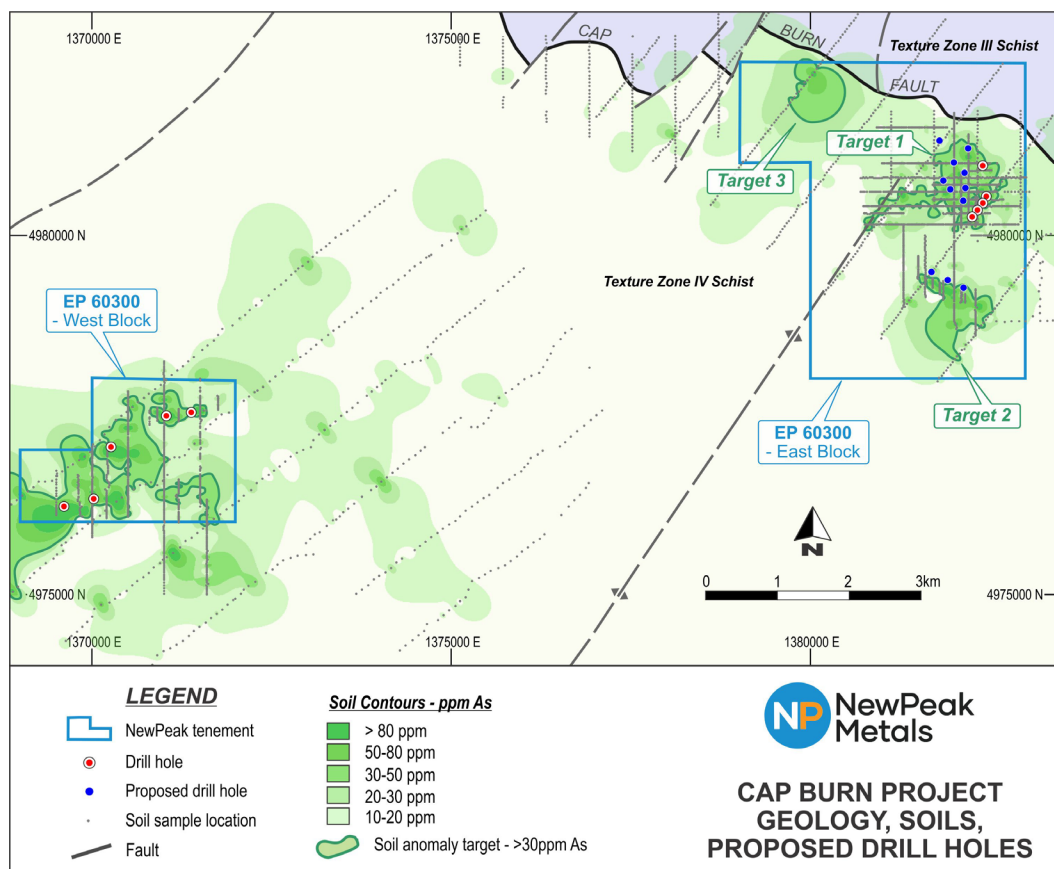 1370000 E
1375000 E
1380000 E
CAP
BURN
FAULT
Texture Zone III Schist
Target 1
Target 3
4980000 N
4980000 N
Texture Zone IV Schist
EP 60300
- West Block
Target 2
EP 60300
- East Block
N
0 1 2 3km
4975000 N
4975000 N
1370000 E
1375000 E
1380000 E
LEGEND
NewPeak tenement
Drill hole
Proposed drill hole
Soil sample location
Fault
Soil Contours - ppm As
> 80 ppm
50-80 ppm
30-50 ppm
20-30 ppm
10-20 ppm
Soil anomaly target - >30ppm As
NP NewPeak
Metals
CAP BURN PROJECT
GEOLOGY, SOILS,
PROPOSED DRILL HOLES